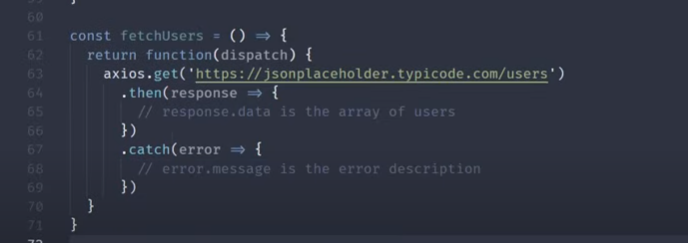 60
61 const fetchUsers = () => {
62 return function(dispatch) {
63 axios.get('https://jsonplaceholder.typicode.com/users')
64 .then(response => {
65 // response.data is the array of users
66 })
67 .catch(error => {
68 // error.message is the error description
69 })
70 }
71 }
72